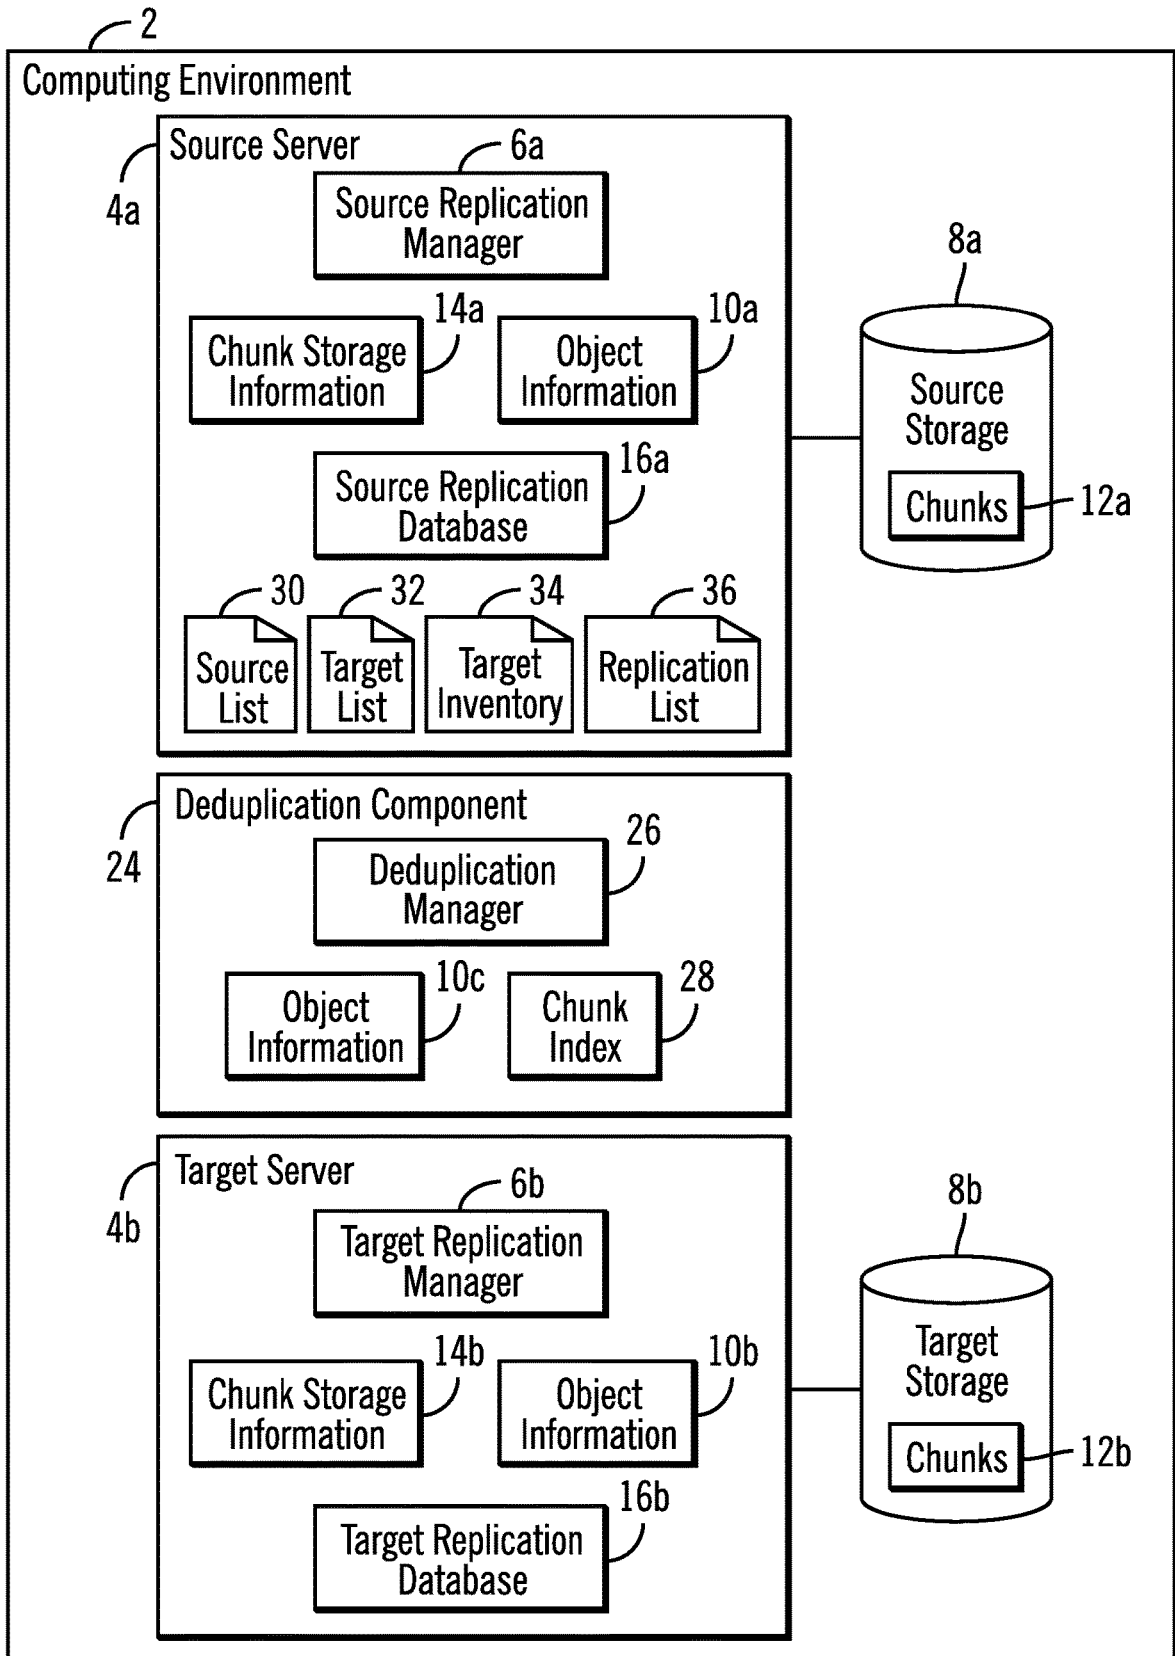 2
Computing Environment
Source Server
6a
4a
Source Replication
Manager
8a
14a
10a
Chunk Storage
Information
Object
Information
Source
Storage
16a
Source Replication
Database
Chunks
12a
30
32
34
36
Source
List
Target
List
Target
Inventory
Replication
List
Deduplication Component
24
26
Deduplication
Manager
10c
28
Object
Information
Chunk
Index
Target Server
6b
4b
Target Replication
Manager
8b
14b
10b
Chunk Storage
Information
Object
Information
Target
Storage
Chunks
12b
16b
Target Replication
Database